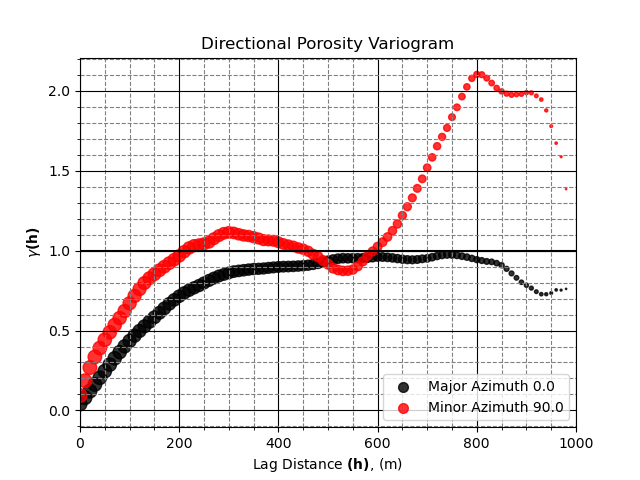 Directional Porosity Variogram
γ(h)
2.0
1.5
1.0
0.5
0.0
0 200 400 600 800 1000
Lag Distance (h), (m)
Major Azimuth 0.0
Minor Azimuth 90.0